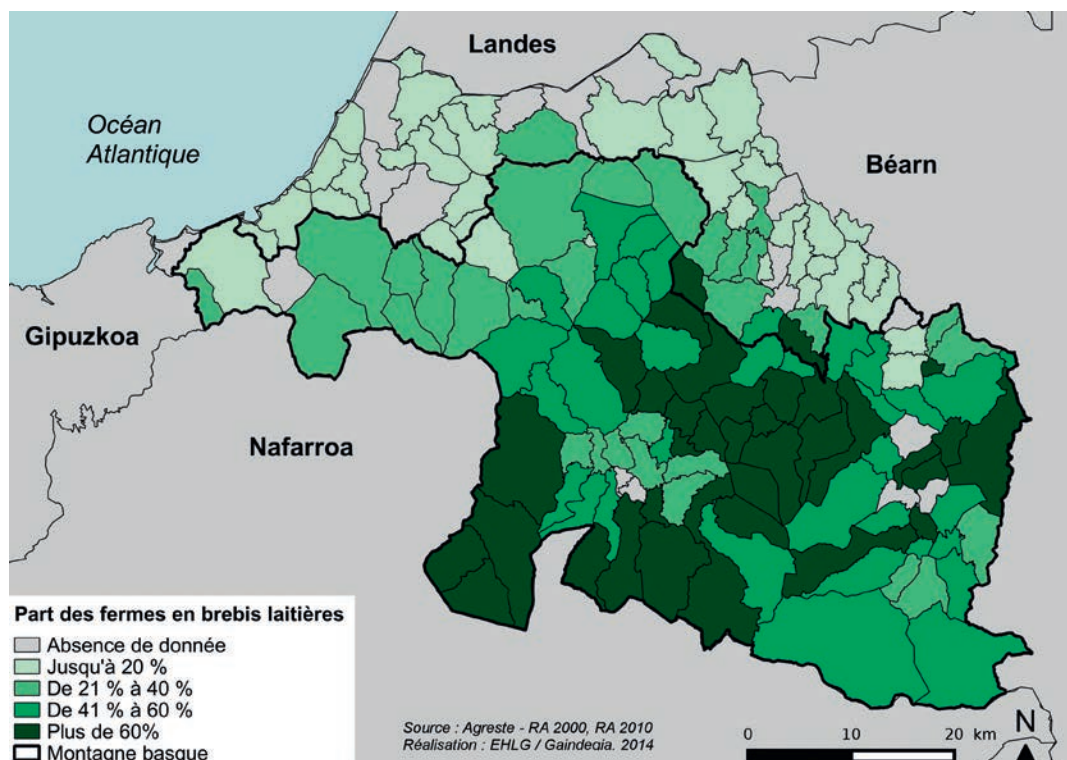 Landes
Océan
Atlantique
Béarn
Gipuzkoa
Nafarroa
Part des fermes en brebis laitières
Absence de donnée
Jusqu'à 20 %
De 21 % à 40 %
De 41 % à 60 %
Plus de 60%
Montagne basque
Source : Agreste - RA 2000, RA 2010
Réalisation : EHLG / Gaindegia. 2014
0 10 20 km
N